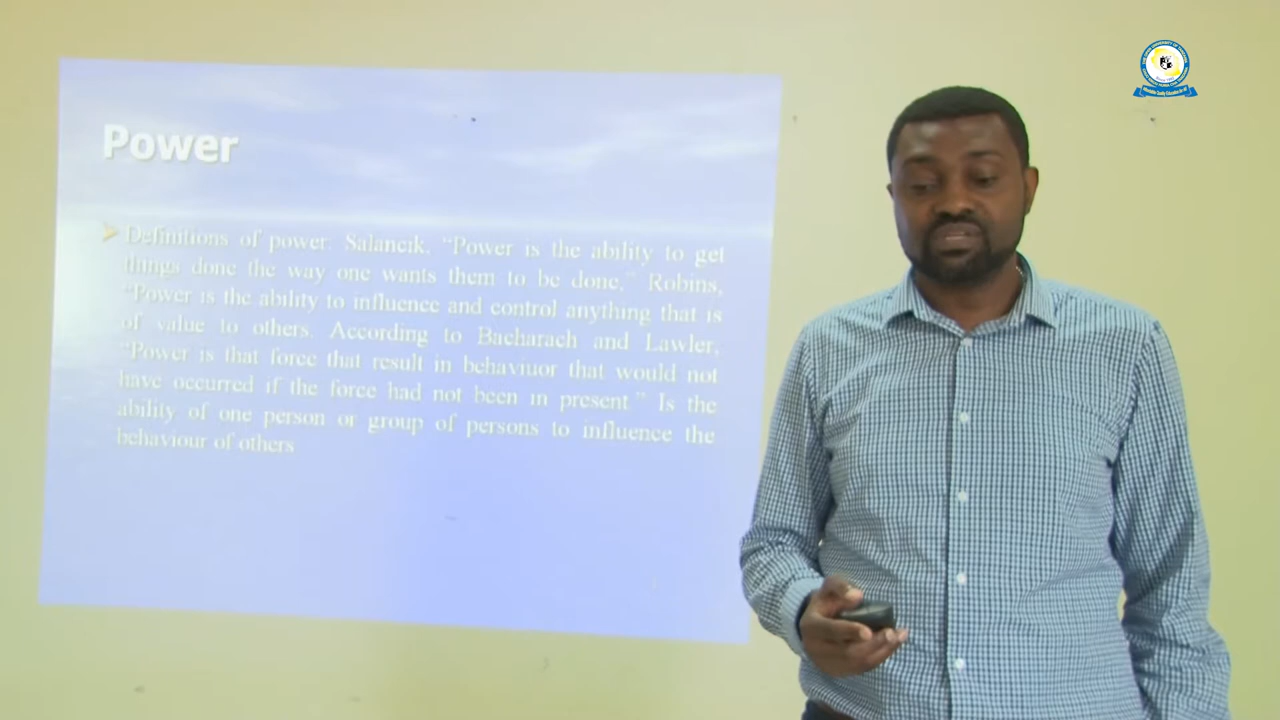 Power
Definitions of power: Salancik, "Power is the ability to get
things done the way one wants them to be done," Robins,
"Power is the ability to influence and control anything that is
of value to others. According to Bacharach and Lawler,
"Power is that force that result in behaviuor that would not
have occurred if the force had not been in present." Is the
ability of one person or group of persons to influence the
behaviour of others